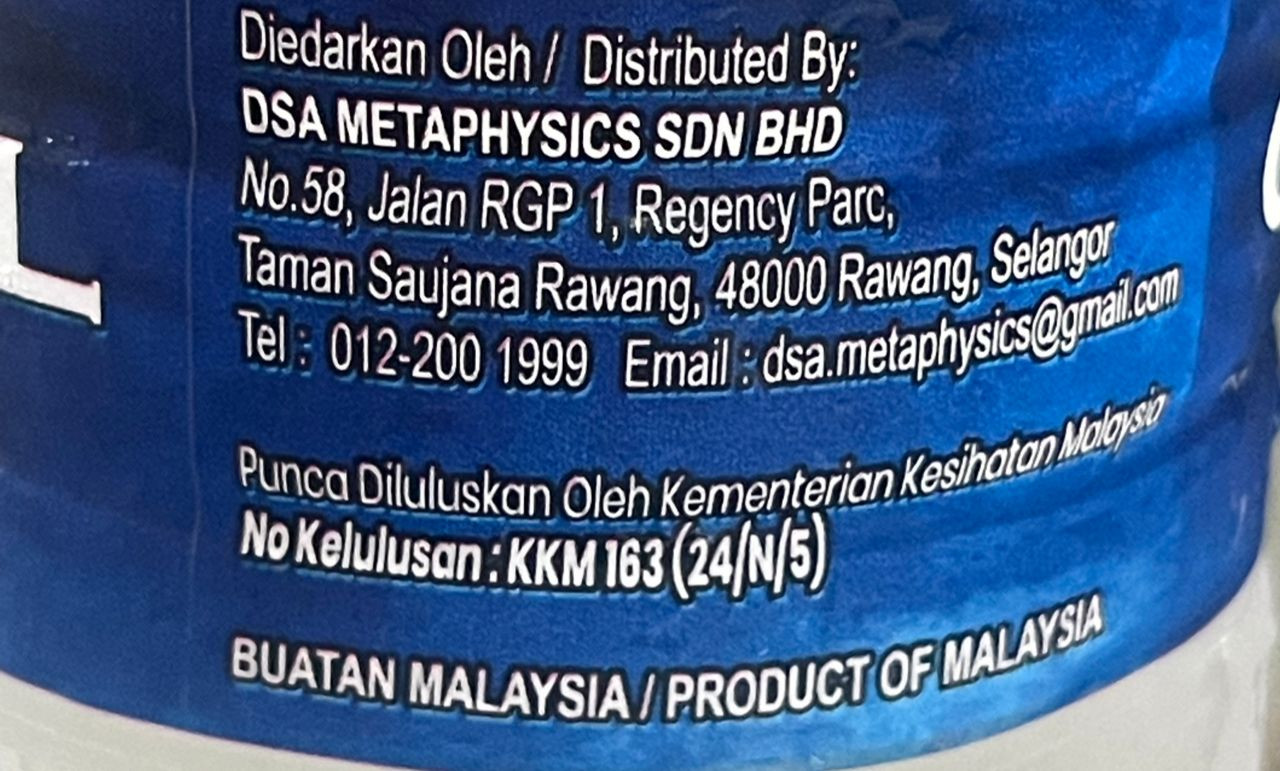 Diedarkan Oleh / Distributed By:
DSA METAPHYSICS SDN BHD
No.58, Jalan RGP 1, Regency Parc,
Taman Saujana Rawang, 48000 Rawang, Selangor
Tel : 012-200 1999 Email : dsa.metaphysics@gmail.com
Punca Diluluskan Oleh Kementerian Kesihatan Malaysia
No Kelulusan : KKM 163 (24/N/5)
BUATAN MALAYSIA / PRODUCT OF MALAYSIA